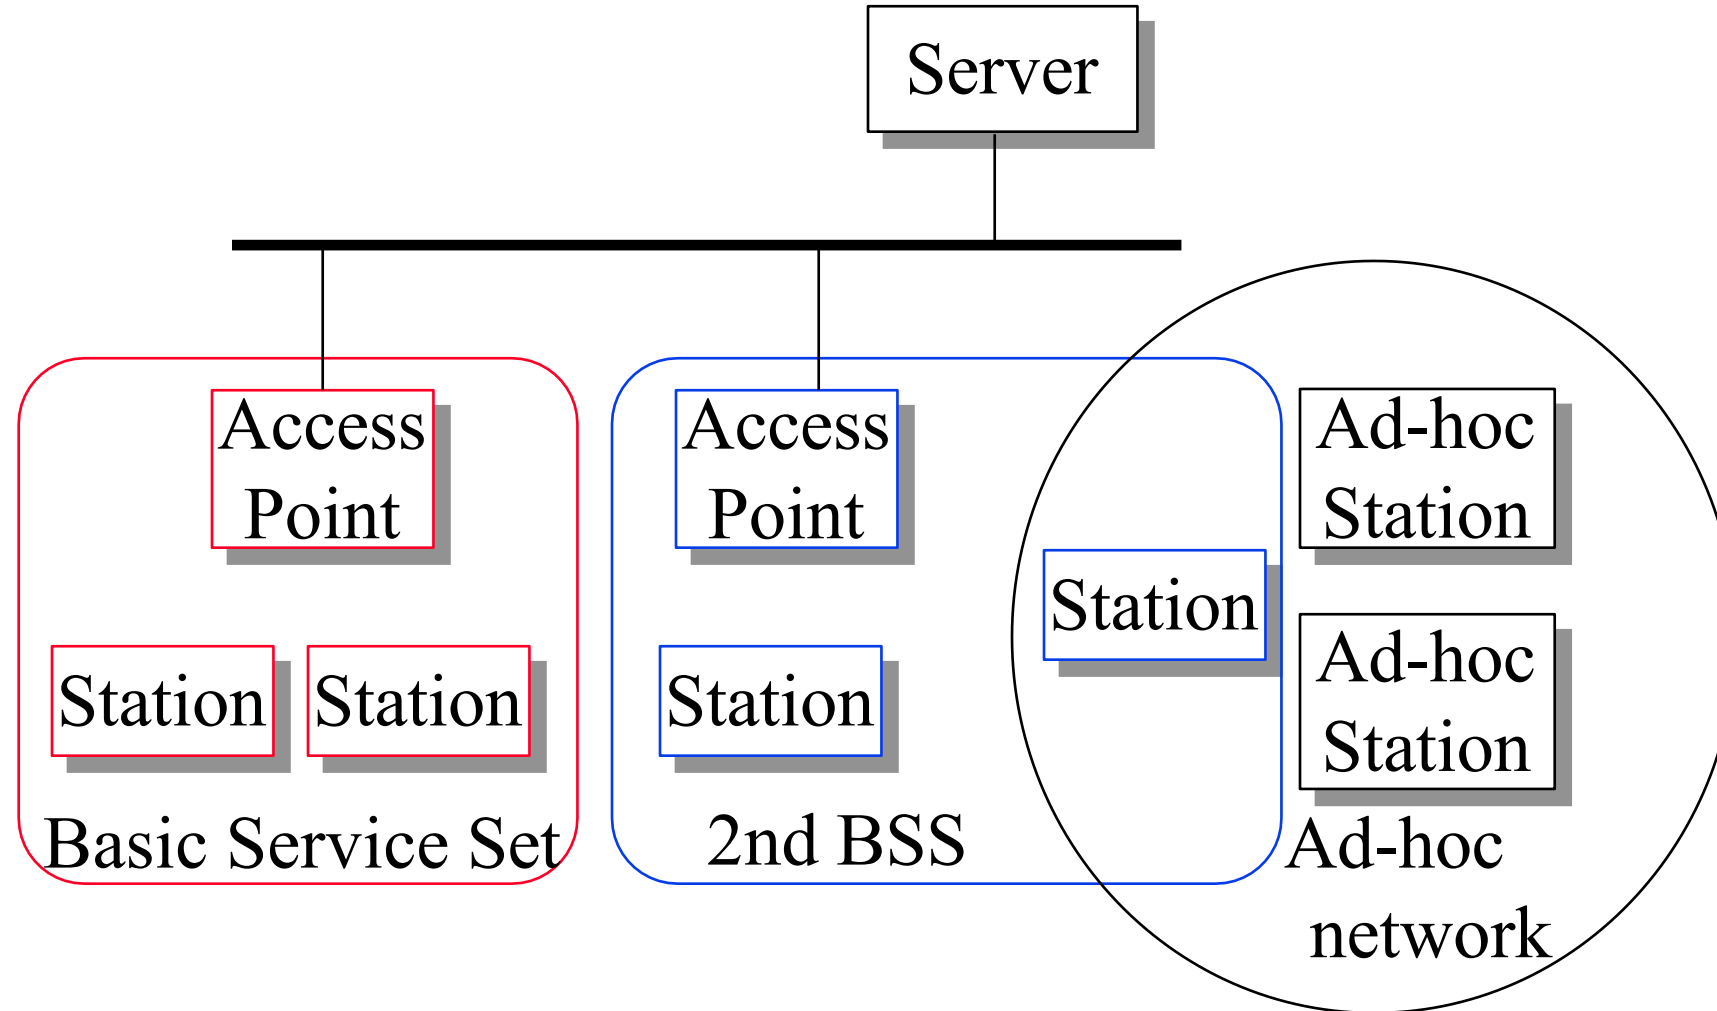 Server
Access
Point
Station
Station
Basic Service Set
Access
Point
Station
Station
2nd BSS
Ad-hoc
Station
Ad-hoc
Station
Ad-hoc
network